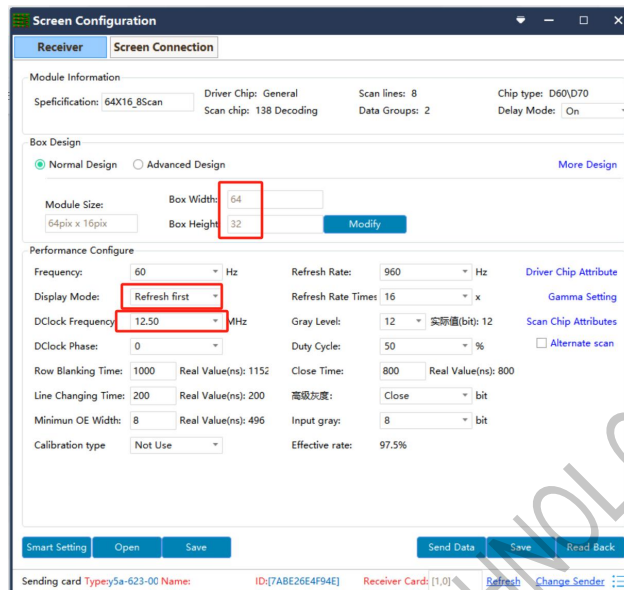 Screen Configuration
Receiver Screen Connection
Module Information
Speficification: 64X16_8Scan Driver Chip: General Scan lines: 8 Chip type: D60\D70
Scan chip: 138 Decoding Data Groups: 2 Delay Mode: On
Box Design
Normal Design Advanced Design More Design
Module Size: Box Width: 64
64pix x 16pix Box Height 32 Modify
Performance Configure
Frequency: 60 Hz Refresh Rate: 960 Hz Driver Chip Attribute
Display Mode: Refresh first Refresh Rate Times 16 x Gamma Setting
DClock Frequency 12.50 MHz Gray Level: 12 实际值(bit): 12 Scan Chip Attributes
DClock Phase: 0 Duty Cycle: 50 % Alternate scan
Row Blanking Time: 1000 Real Value(ns): 1152 Close Time: 800 Real Value(ns): 800
Line Changing Time: 200 Real Value(ns): 200 高级灰度: Close bit
Minimun OE Width: 8 Real Value(ns): 496 Input gray: 8 bit
Calibration type Not Use Effective rate: 97.5%
Smart Setting Open Save Send Data Save Read Back
Sending card Type:y5a-623-00 Name: ID:[7ABE26E4F94E] Receiver Card: [1,0] Refresh Change Sender